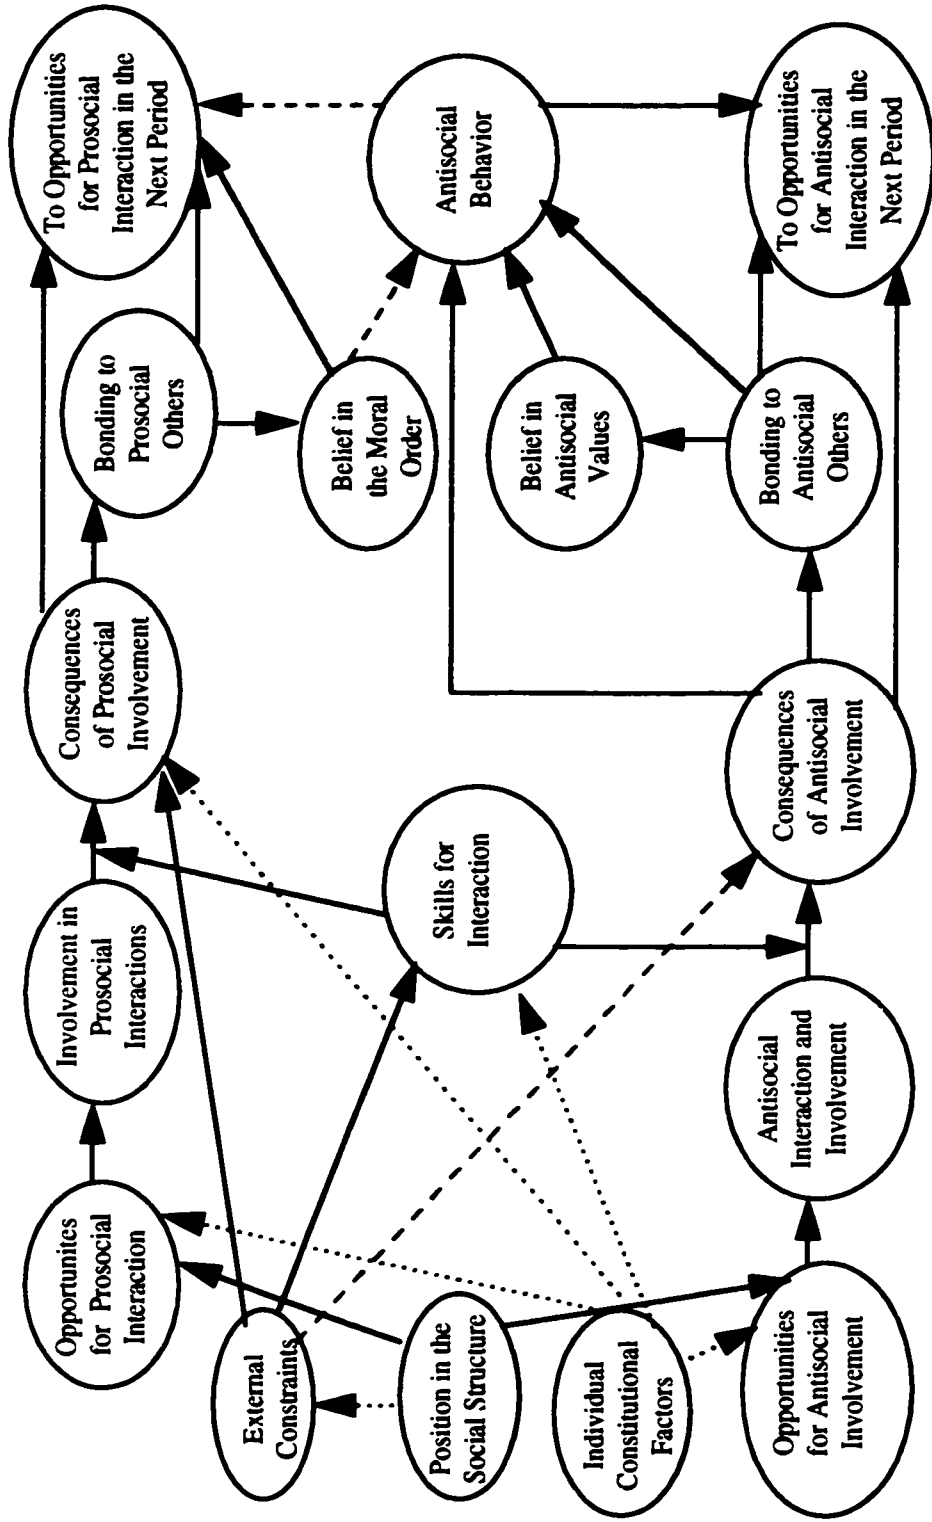 Opportunites
for Prosocial
Interaction
Involvement in
Prosocial
Interactions
Consequences
of Prosocial
Involvement
Bonding to
Prosocial
Others
To Opportunities
for Prosocial
Interaction in the
Next Period
External
Constraints
Belief in
the Moral
Order
Position in the
Social Structure
Skills for
Interaction
Antisocial
Behavior
Individual
Constitutional
Factors
Belief in
Antisocial
Values
Opportunities
for Antisocial
Involvement
Antisocial
Interaction and
Involvement
Consequences
of Antisocial
Involvement
Bonding to
Antisocial
Others
To Opportunities
for Antisocial
Interaction in the
Next Period